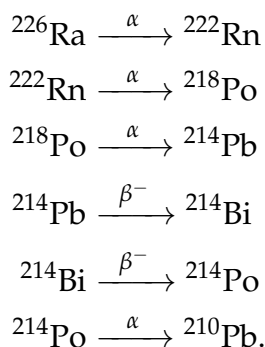 ²²⁶Ra —α→ ²²²Rn
²²²Rn —α→ ²¹⁸Po
²¹⁸Po —α→ ²¹⁴Pb
²¹⁴Pb —β⁻→ ²¹⁴Bi
²¹⁴Bi —β⁻→ ²¹⁴Po
²¹⁴Po —α→ ²¹⁰Pb.